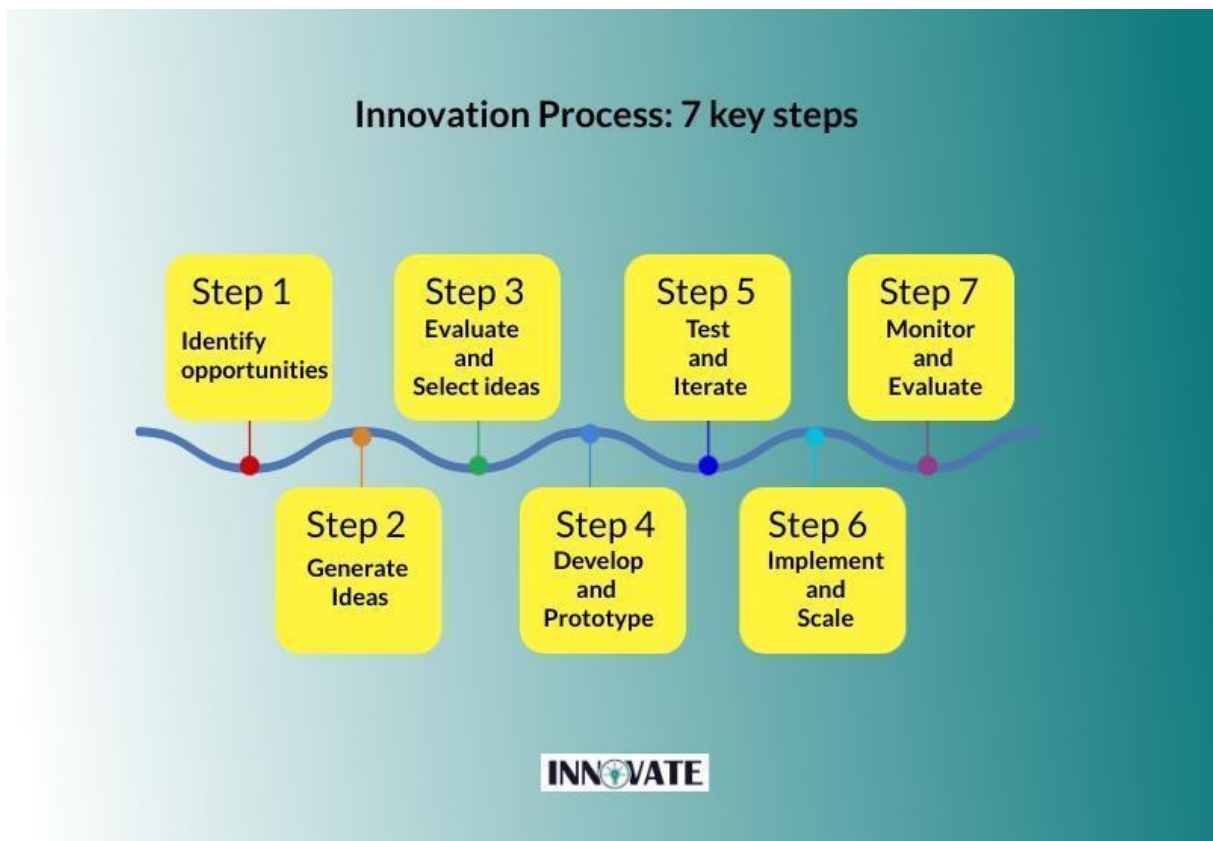 Innovation Process: 7 key steps
Step 1
Identify
opportunities
Step 2
Generate
Ideas
Step 3
Evaluate
and
Select ideas
Step 4
Develop
and
Prototype
Step 5
Test
and
Iterate
Step 6
Implement
and
Scale
Step 7
Monitor
and
Evaluate
INNOVATE